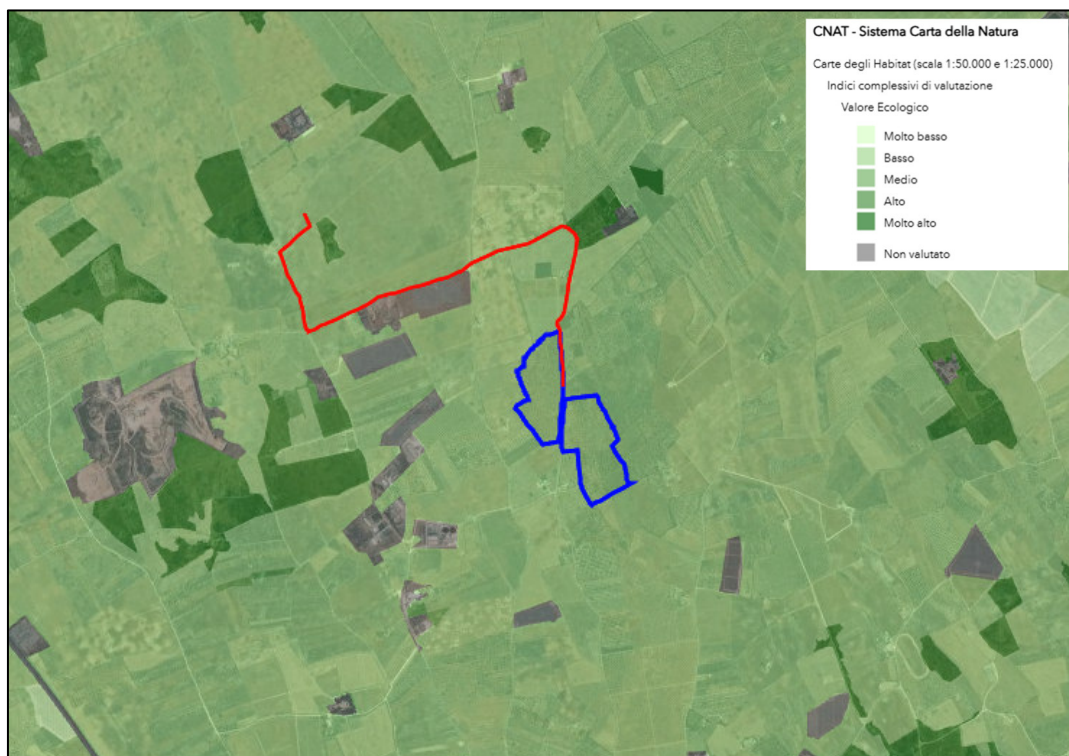 CNAT - Sistema Carta della Natura
Carte degli Habitat (scala 1:50.000 e 1:25.000)
Indici complessivi di valutazione
Valore Ecologico
Molto basso
Basso
Medio
Alto
Molto alto
Non valutato